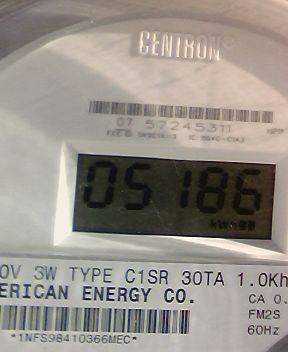 CENTRON
07 57245311
05186
kWh
0V 3W TYPE C1SR 30TA 1.0Kh
ERICAN ENERGY CO.
CA 0.
FM2S
60Hz
*1NFS98410366MEC*